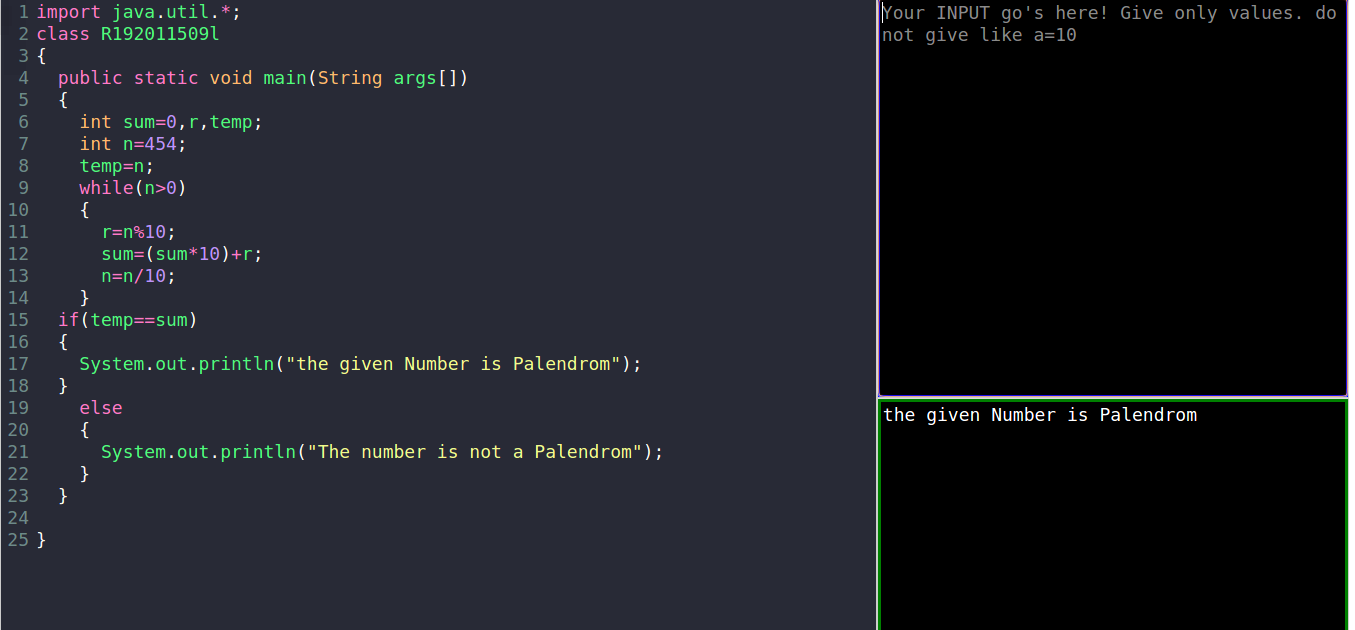 1 import java.util.*;
2 class R192011509l
3 {
4   public static void main(String args[])
5   {
6     int sum=0,r,temp;
7     int n=454;
8     temp=n;
9     while(n>0)
10     {
11       r=n%10;
12       sum=(sum*10)+r;
13       n=n/10;
14     }
15   if(temp==sum)
16   {
17     System.out.println("the given Number is Palendrom");
18   }
19     else
20     {
21       System.out.println("The number is not a Palendrom");
22     }
23   }
24
25 }
Your INPUT go's here! Give only values. do
not give like a=10
the given Number is Palendrom